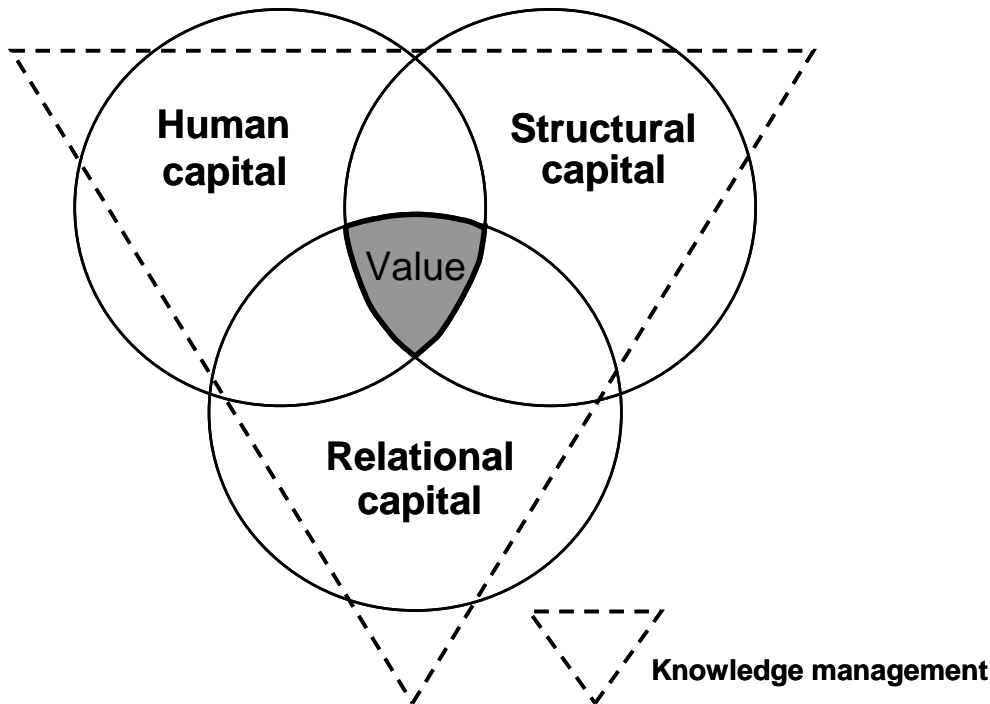 Human
capital
Structural
capital
Value
Relational
capital
Knowledge management